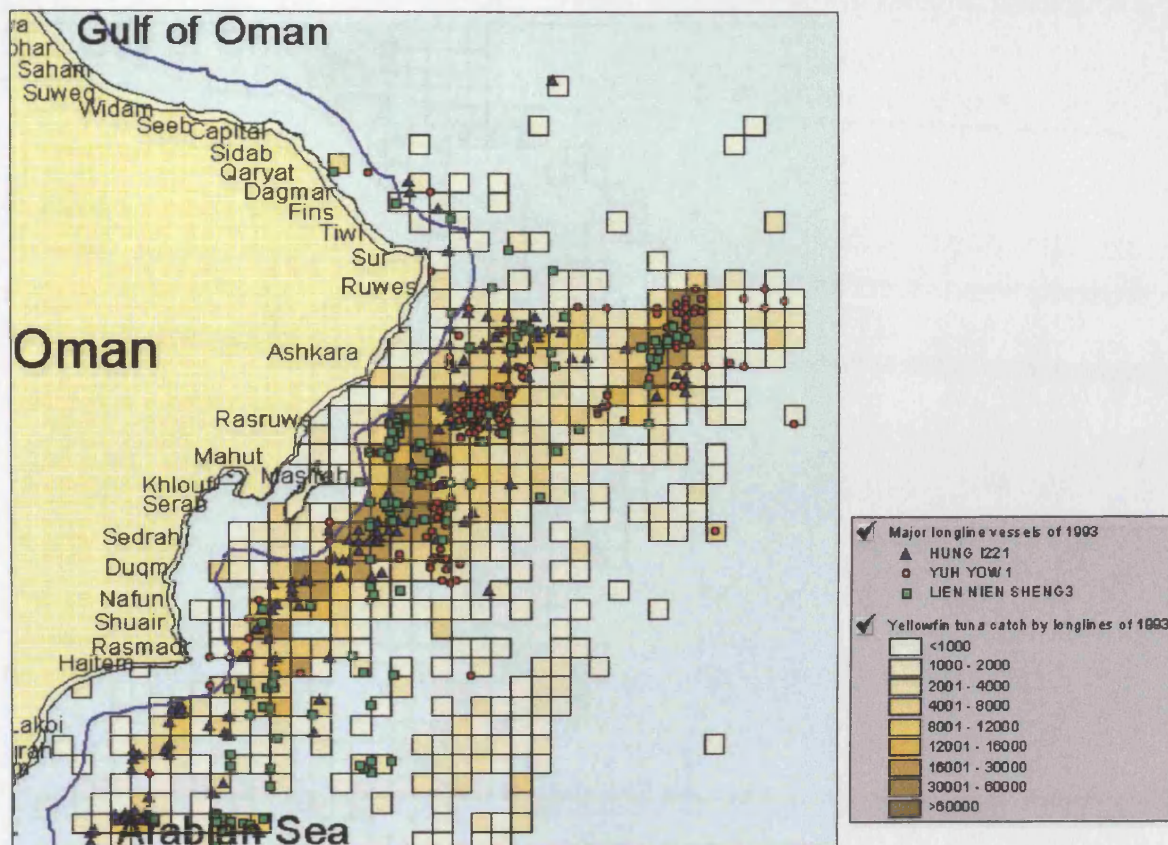 Gulf of Oman
Saham
Suweq
Widam
Seeb
Capital
Sidab
Qaryat
Dagmar
Fins
Tiwi
Sur
Ruwes
Oman
Ashkara
Rasruwe
Mahut
Masirah
Khlouf
Serab
Sedrah
Duqm
Nafun
Shuair
Rasmadr
Haitem
Lakbi
Arabian Sea
Major longline vessels of 1993
HUNG I221
YUH YOW 1
LIEN NIEN SHENG3
Yellowfin tuna catch by longlines of 1993
<1000
1000 - 2000
2001 - 4000
4001 - 8000
8001 - 12000
12001 - 16000
16001 - 30000
30001 - 60000
>60000